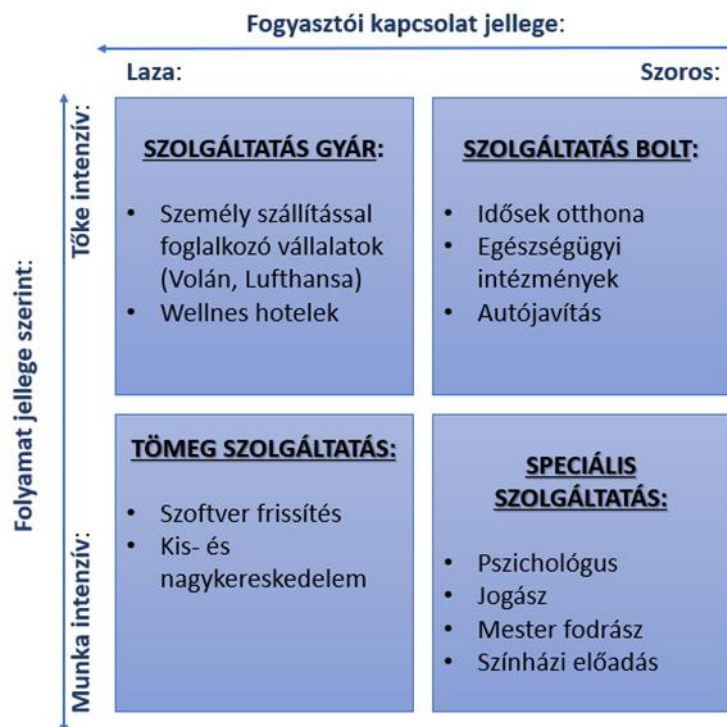 Fogyasztói kapcsolat jellege:
Laza:
Szoros:
Folyamat jellege szerint:
Tőke intenzív:
Munka intenzív:
SZOLGÁLTATÁS GYÁR:
• Személy szállítással
foglalkozó vállalatok
(Volán, Lufthansa)
• Wellnes hotelek
SZOLGÁLTATÁS BOLT:
• Idősek otthona
• Egészségügyi
intézmények
• Autójavítás
TÖMEG SZOLGÁLTATÁS:
• Szoftver frissítés
• Kis- és
nagykereskedelem
SPECIÁLIS
SZOLGÁLTATÁS:
• Pszichológus
• Jogász
• Mester fodrász
• Színházi előadás